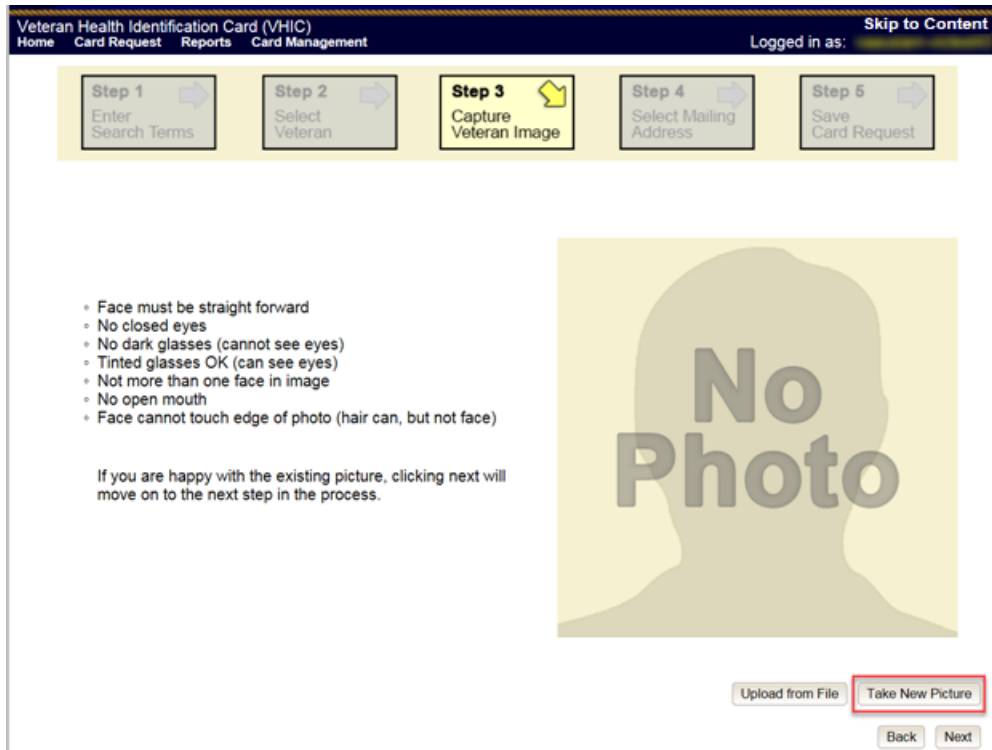 Veteran Health Identification Card (VHIC)
Skip to Content
Home Card Request Reports Card Management
Logged in as:
Step 1
Enter
Search Terms
Step 2
Select
Veteran
Step 3
Capture
Veteran Image
Step 4
Select Mailing
Address
Step 5
Save
Card Request
Face must be straight forward
No closed eyes
No dark glasses (cannot see eyes)
Tinted glasses OK (can see eyes)
Not more than one face in image
No open mouth
Face cannot touch edge of photo (hair can, but not face)
If you are happy with the existing picture, clicking next will
move on to the next step in the process.
No
Photo
Upload from File
Take New Picture
Back
Next